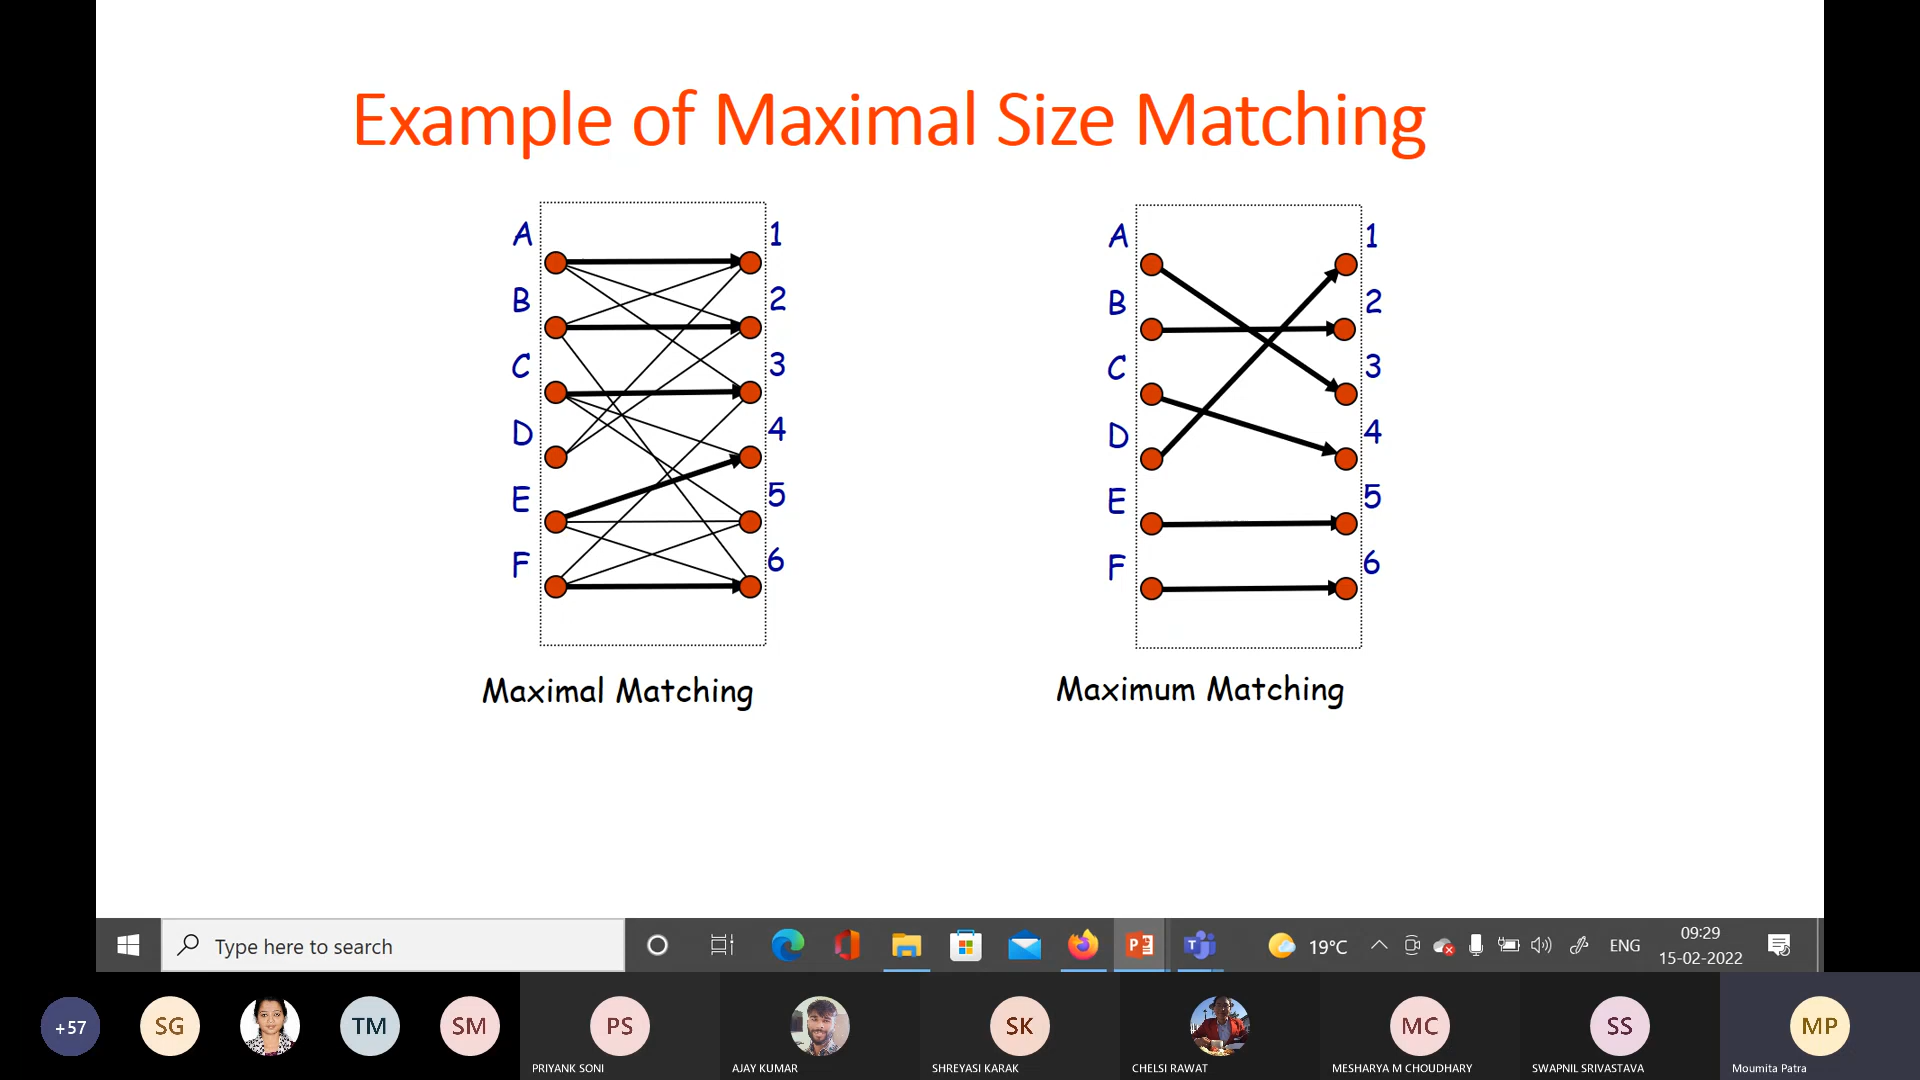 Example of Maximal Size Matching
A 1
B 2
C 3
D 4
E 5
F 6
Maximal Matching
A 1
B 2
C 3
D 4
E 5
F 6
Maximum Matching
Type here to search
19°C
ENG
09:29
15-02-2022
+57
SG
TM
SM
PS
PRIYANK SONI
AJAY KUMAR
SK
SHREYASI KARAK
CHELSI RAWAT
MC
MESHARYA M CHOUDHARY
SS
SWAPNIL SRIVASTAVA
MP
Moumita Patra